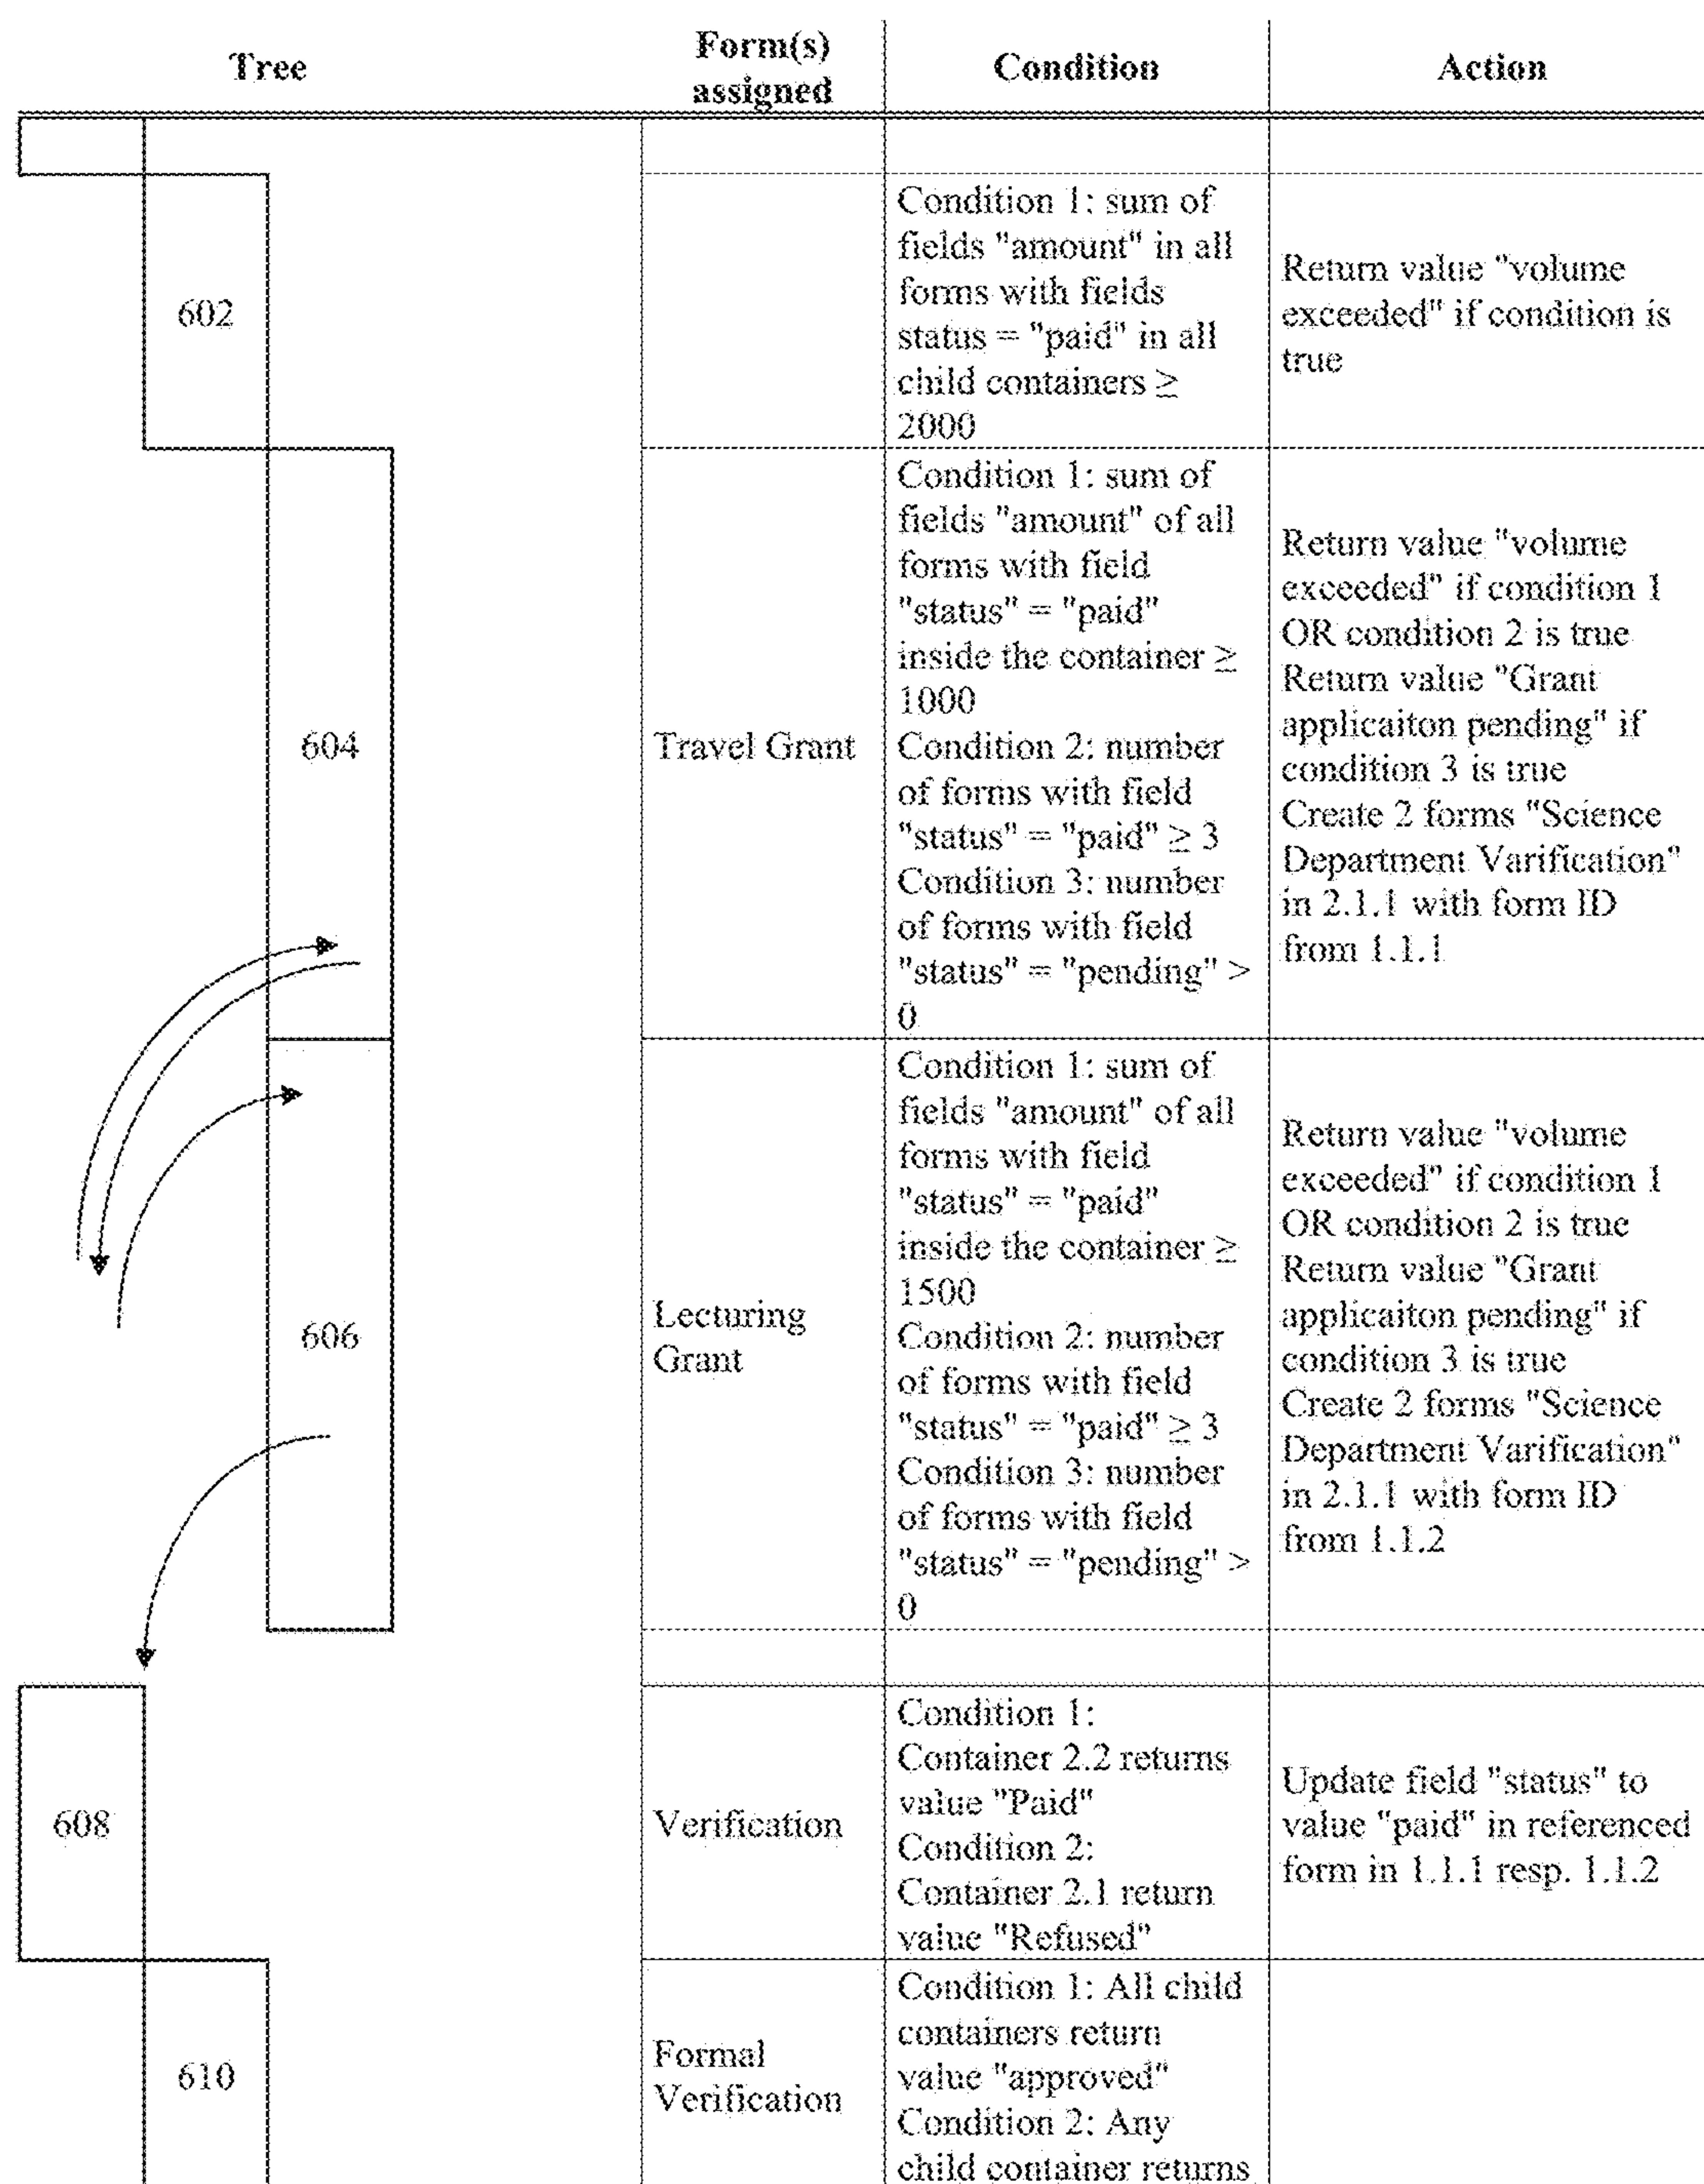 Tree
Form(s)
assigned
Condition
Action
602
Condition 1: sum of
fields "amount" in all
forms with fields
status = "paid" in all
child containers ≥
2000
Return value "volume
exceeded" if condition is
true
604
Travel Grant
Condition 1: sum of
fields "amount" of all
forms with field
"status" = "paid"
inside the container ≥
1000
Condition 2: number
of forms with field
"status" = "paid" ≥ 3
Condition 3: number
of forms with field
"status" = "pending" >
0
Return value "volume
exceeded" if condition 1
OR condition 2 is true
Return value "Grant
applicaiton pending" if
condition 3 is true
Create 2 forms "Science
Department Varification"
in 2.1.1 with form ID
from 1.1.1
606
Lecturing
Grant
Condition 1: sum of
fields "amount" of all
forms with field
"status" = "paid"
inside the container ≥
1500
Condition 2: number
of forms with field
"status" = "paid" ≥ 3
Condition 3: number
of forms with field
"status" = "pending" >
0
Return value "volume
exceeded" if condition 1
OR condition 2 is true
Return value "Grant
applicaiton pending" if
condition 3 is true
Create 2 forms "Science
Department Varification"
in 2.1.1 with form ID
from 1.1.2
608
Verification
Condition 1:
Container 2.2 returns
value "Paid"
Condition 2:
Container 2.1 return
value "Refused"
Update field "status" to
value "paid" in referenced
form in 1.1.1 resp. 1.1.2
610
Formal
Verification
Condition 1: All child
containers return
value "approved"
Condition 2: Any
child container returns